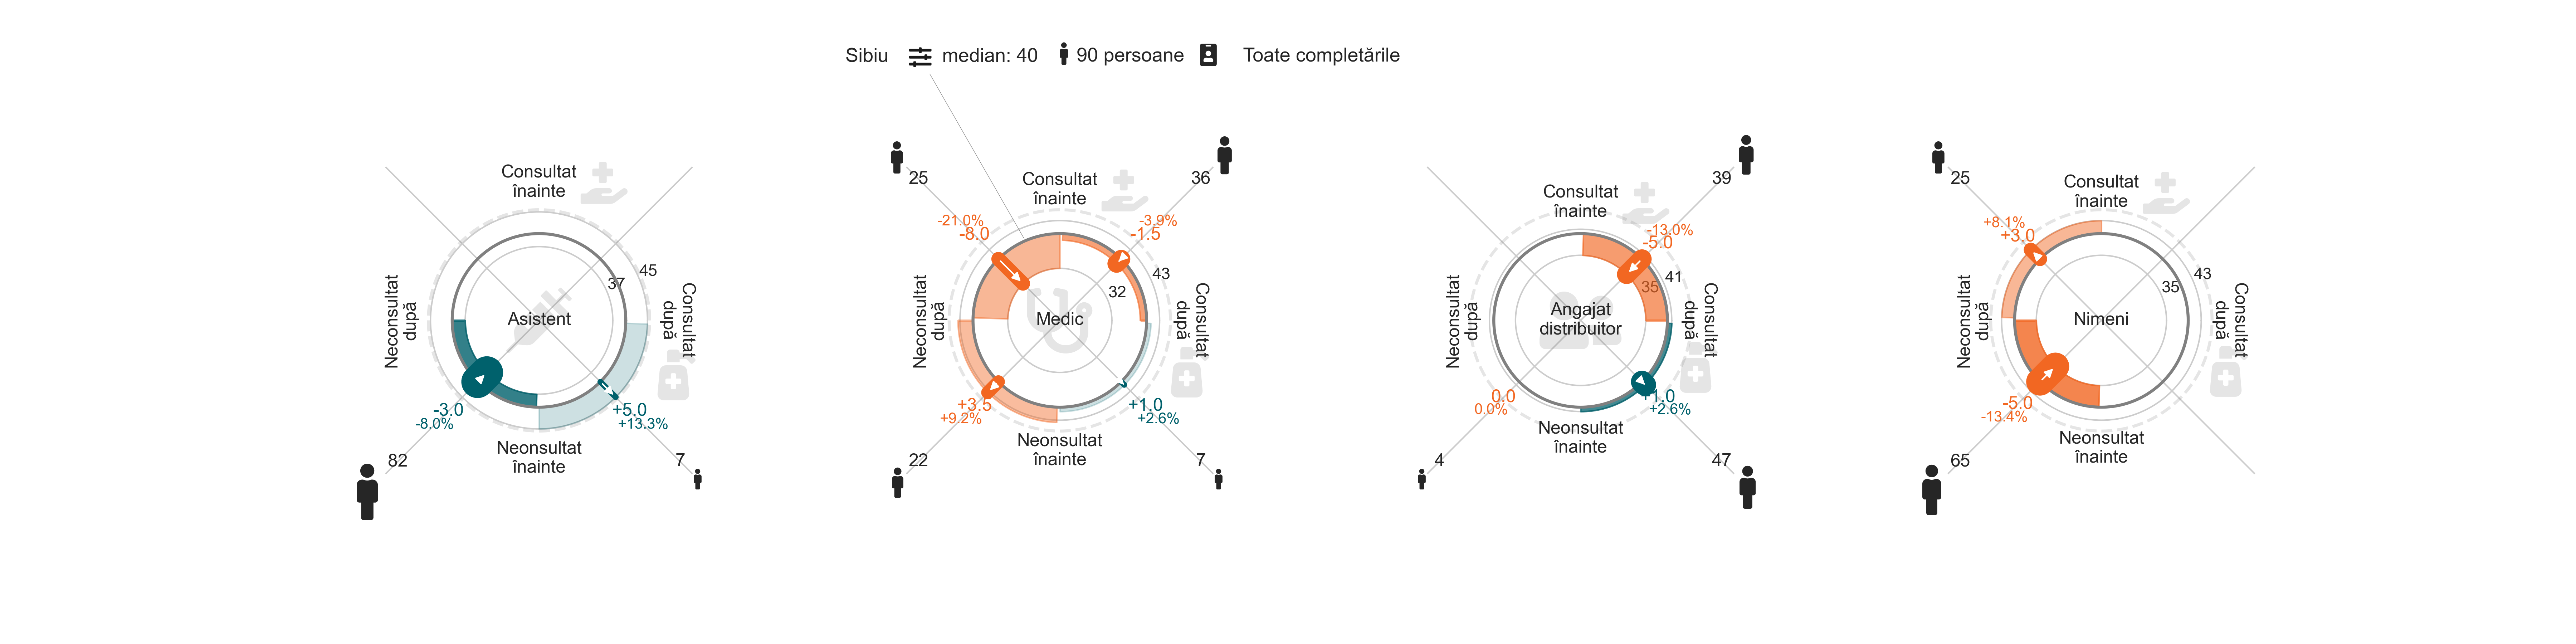 Sibiu median: 40 90 persoane Toate completările
Consultat
înainte
45
37
Neconsultat
după
Consultat
după
Asistent
-3.0
-8.0%
+5.0
+13.3%
Neonsultat
înainte
82
7
25
36
Consultat
înainte
-21.0%
-8.0
-3.9%
-1.5
43
32
Neconsultat
după
Consultat
după
Medic
+3.5
+9.2%
+1.0
+2.6%
Neonsultat
înainte
22
7
39
Consultat
înainte
-13.0%
-5.0
41
35
Neconsultat
după
Consultat
după
Angajat
distribuitor
0.0
0.0%
+1.0
+2.6%
Neonsultat
înainte
4
47
25
Consultat
înainte
+8.1%
+3.0
43
35
Neconsultat
după
Consultat
după
Nimeni
-5.0
-13.4%
Neonsultat
înainte
65